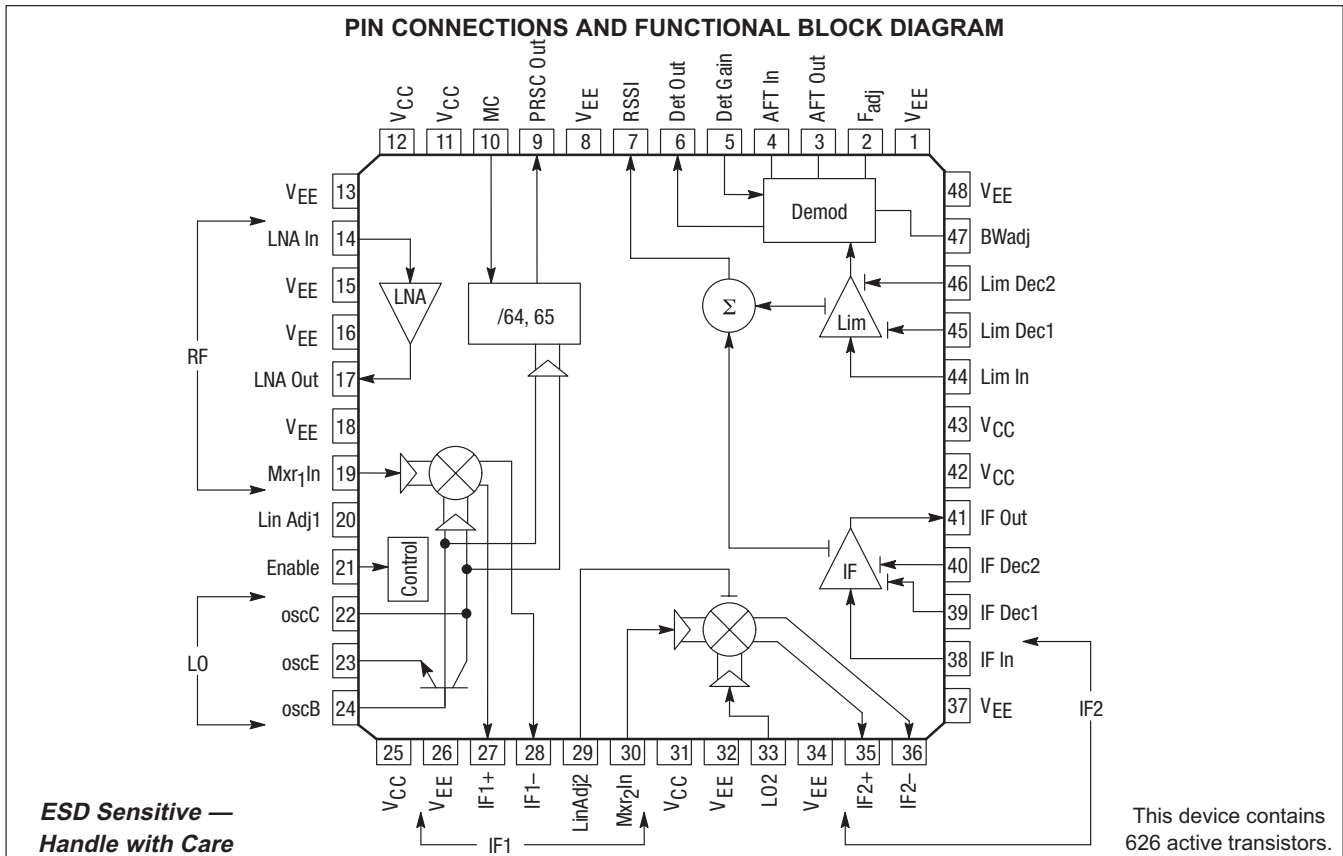 PIN CONNECTIONS AND FUNCTIONAL BLOCK DIAGRAM
VCC
VCC
MC
PRSC Out
VEE
RSSI
Det Out
Det Gain
AFT In
AFT Out
Fadj
VEE
12
11
10
9
8
7
6
5
4
3
2
1
VEE 13
LNA In 14
VEE 15
VEE 16
LNA Out 17
VEE 18
Mxr1In 19
Lin Adj1 20
Enable 21
oscC 22
oscE 23
oscB 24
RF
LO
LNA
/64, 65
Control
Demod
Σ
Lim
IF
48 VEE
47 BWadj
46 Lim Dec2
45 Lim Dec1
44 Lim In
43 VCC
42 VCC
41 IF Out
40 IF Dec2
39 IF Dec1
38 IF In
37 VEE
IF2
25
26
27
28
29
30
31
32
33
34
35
36
VCC
VEE
IF1+
IF1–
LinAdj2
Mxr2In
VCC
VEE
LO2
VEE
IF2+
IF2–
IF1
ESD Sensitive —
Handle with Care
This device contains
626 active transistors.